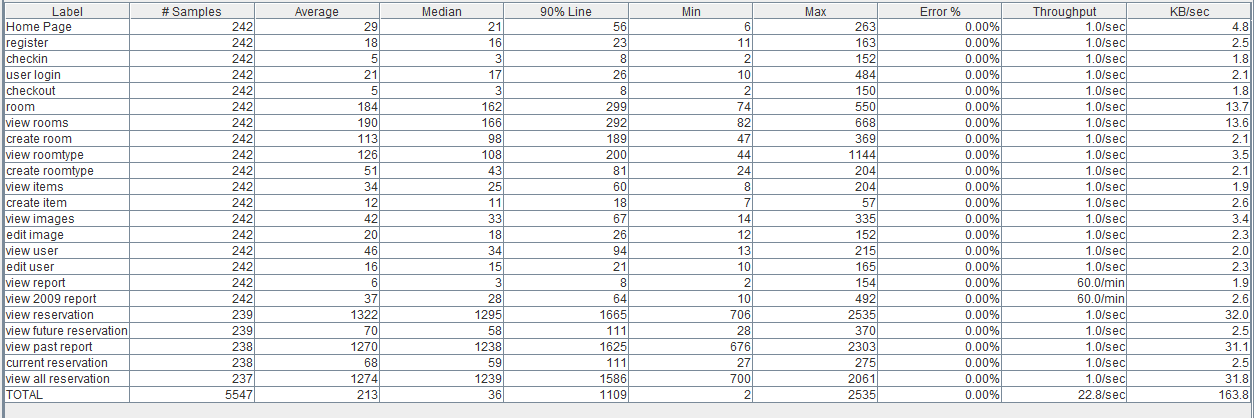 Label # Samples Average Median 90% Line Min Max Error % Throughput KB/sec
Home Page 242 29 21 56 6 263 0.00% 1.0/sec 4.8
register 242 18 16 23 11 163 0.00% 1.0/sec 2.5
checkin 242 5 3 8 2 152 0.00% 1.0/sec 1.8
user login 242 21 17 26 10 484 0.00% 1.0/sec 2.1
checkout 242 5 3 8 2 150 0.00% 1.0/sec 1.8
room 242 184 162 299 74 550 0.00% 1.0/sec 13.7
view rooms 242 190 166 292 82 668 0.00% 1.0/sec 13.6
create room 242 113 98 189 47 369 0.00% 1.0/sec 2.1
view roomtype 242 126 108 200 44 1144 0.00% 1.0/sec 3.5
create roomtype 242 51 43 81 24 204 0.00% 1.0/sec 2.1
view items 242 34 25 60 8 204 0.00% 1.0/sec 1.9
create item 242 12 11 18 7 57 0.00% 1.0/sec 2.6
view images 242 42 33 67 14 335 0.00% 1.0/sec 3.4
edit image 242 20 18 26 12 152 0.00% 1.0/sec 2.3
view user 242 46 34 94 13 215 0.00% 1.0/sec 2.0
edit user 242 16 15 21 10 165 0.00% 1.0/sec 2.3
view report 242 6 3 8 2 154 0.00% 60.0/min 1.9
view 2009 report 242 37 28 64 10 492 0.00% 60.0/min 2.6
view reservation 239 1322 1295 1665 706 2535 0.00% 1.0/sec 32.0
view future reservation 239 70 58 111 28 370 0.00% 1.0/sec 2.5
view past report 238 1270 1238 1625 676 2303 0.00% 1.0/sec 31.1
current reservation 238 68 59 111 27 275 0.00% 1.0/sec 2.5
view all reservation 237 1274 1239 1586 700 2061 0.00% 1.0/sec 31.8
TOTAL 5547 213 36 1109 2 2535 0.00% 22.8/sec 163.8